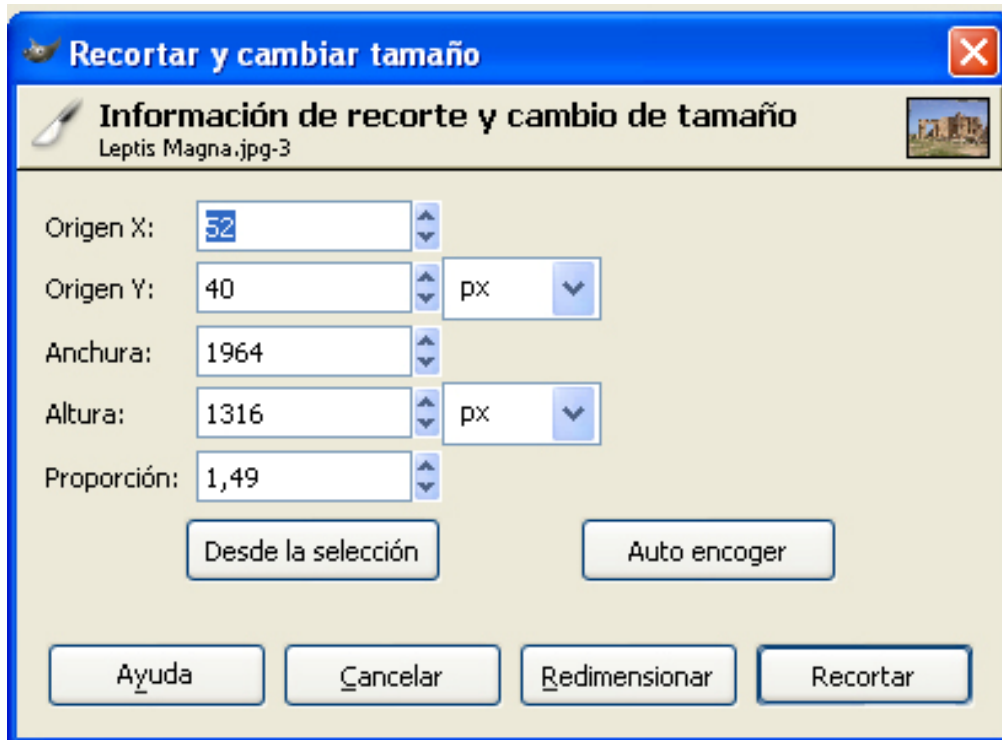 Recortar y cambiar tamaño
Información de recorte y cambio de tamaño
Leptis Magna.jpg-3
Origen X: 52
Origen Y: 40 px
Anchura: 1964
Altura: 1316 px
Proporción: 1,49
Desde la selección Auto encoger
Ayuda Cancelar Redimensionar Recortar